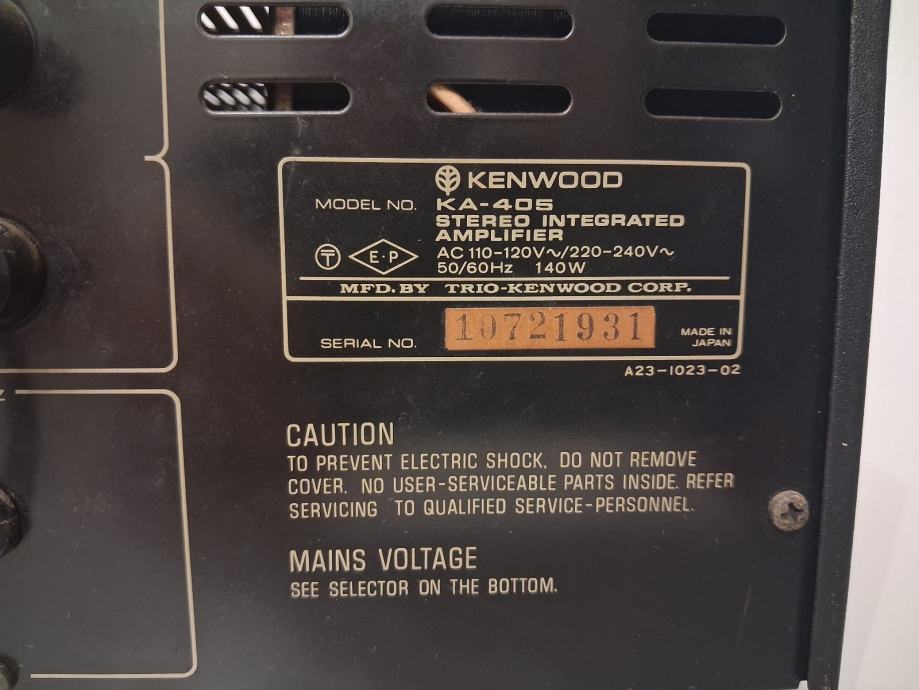 KENWOOD
MODEL NO. KA-405
STEREO INTEGRATED
AMPLIFIER
T E·P AC 110-120V~/220-240V~
50/60Hz 140W
MFD. BY TRIO-KENWOOD CORP.
SERIAL NO. 10721931 MADE IN
JAPAN
A23-1023-02
CAUTION
TO PREVENT ELECTRIC SHOCK, DO NOT REMOVE
COVER. NO USER-SERVICEABLE PARTS INSIDE. REFER
SERVICING TO QUALIFIED SERVICE-PERSONNEL.
MAINS VOLTAGE
SEE SELECTOR ON THE BOTTOM.